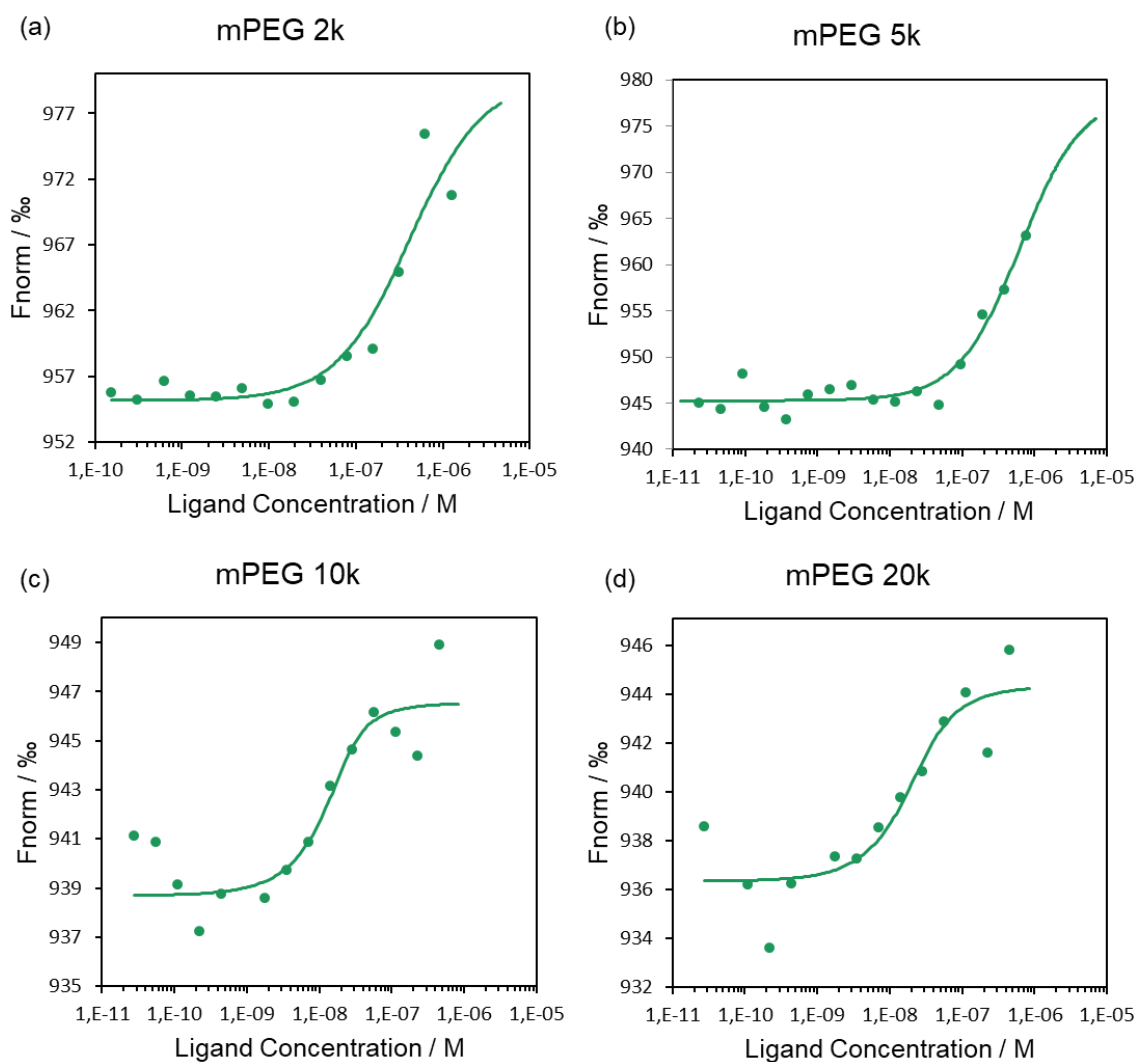 (a)
mPEG 2k
Fnorm / ‰
977
972
967
962
957
952
1,E-10 1,E-09 1,E-08 1,E-07 1,E-06 1,E-05
Ligand Concentration / M
(b)
mPEG 5k
Fnorm / ‰
980
975
970
965
960
955
950
945
940
1,E-11 1,E-10 1,E-09 1,E-08 1,E-07 1,E-06 1,E-05
Ligand Concentration / M
(c)
mPEG 10k
Fnorm / ‰
949
947
945
943
941
939
937
935
1,E-11 1,E-10 1,E-09 1,E-08 1,E-07 1,E-06 1,E-05
Ligand Concentration / M
(d)
mPEG 20k
Fnorm / ‰
946
944
942
940
938
936
934
932
1,E-11 1,E-10 1,E-09 1,E-08 1,E-07 1,E-06 1,E-05
Ligand Concentration / M